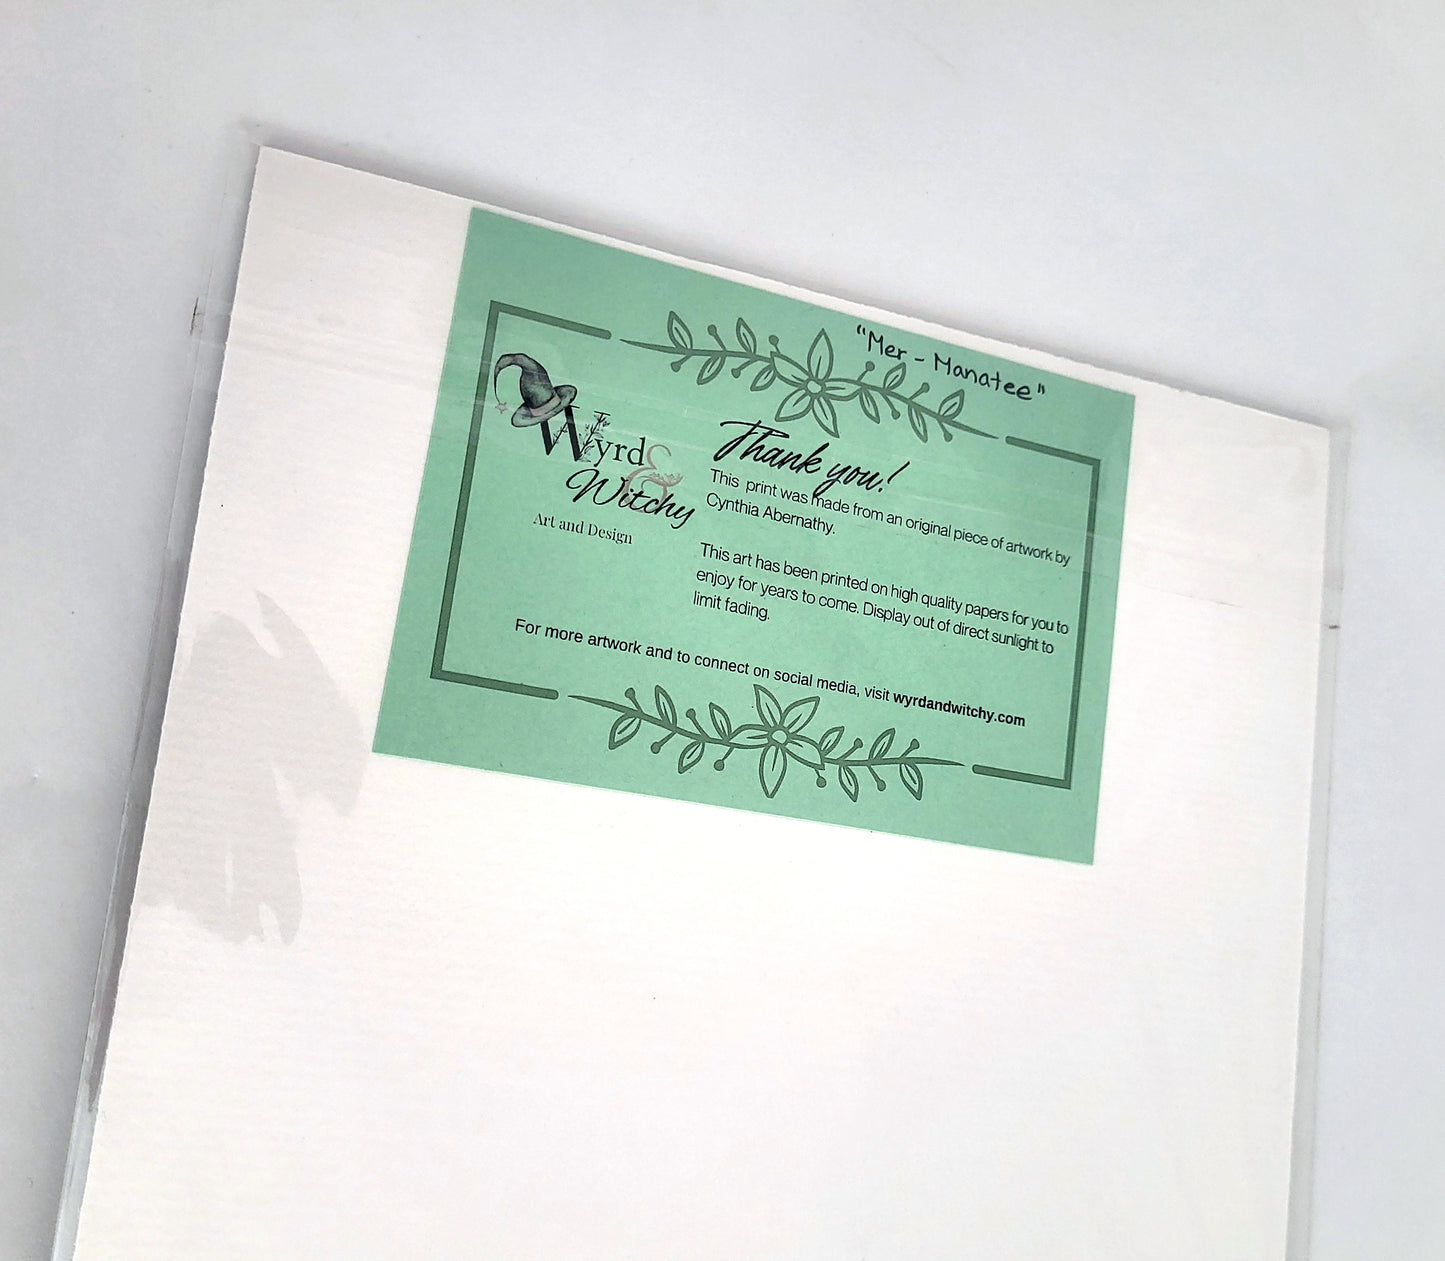 "Mer - Manatee"
Wyrd &
Witchy
Art and Design
Thank you!
This print was made from an original piece of artwork by
Cynthia Abernathy.
This art has been printed on high quality papers for you to
enjoy for years to come. Display out of direct sunlight to
limit fading.
For more artwork and to connect on social media, visit wyrdandwitchy.com